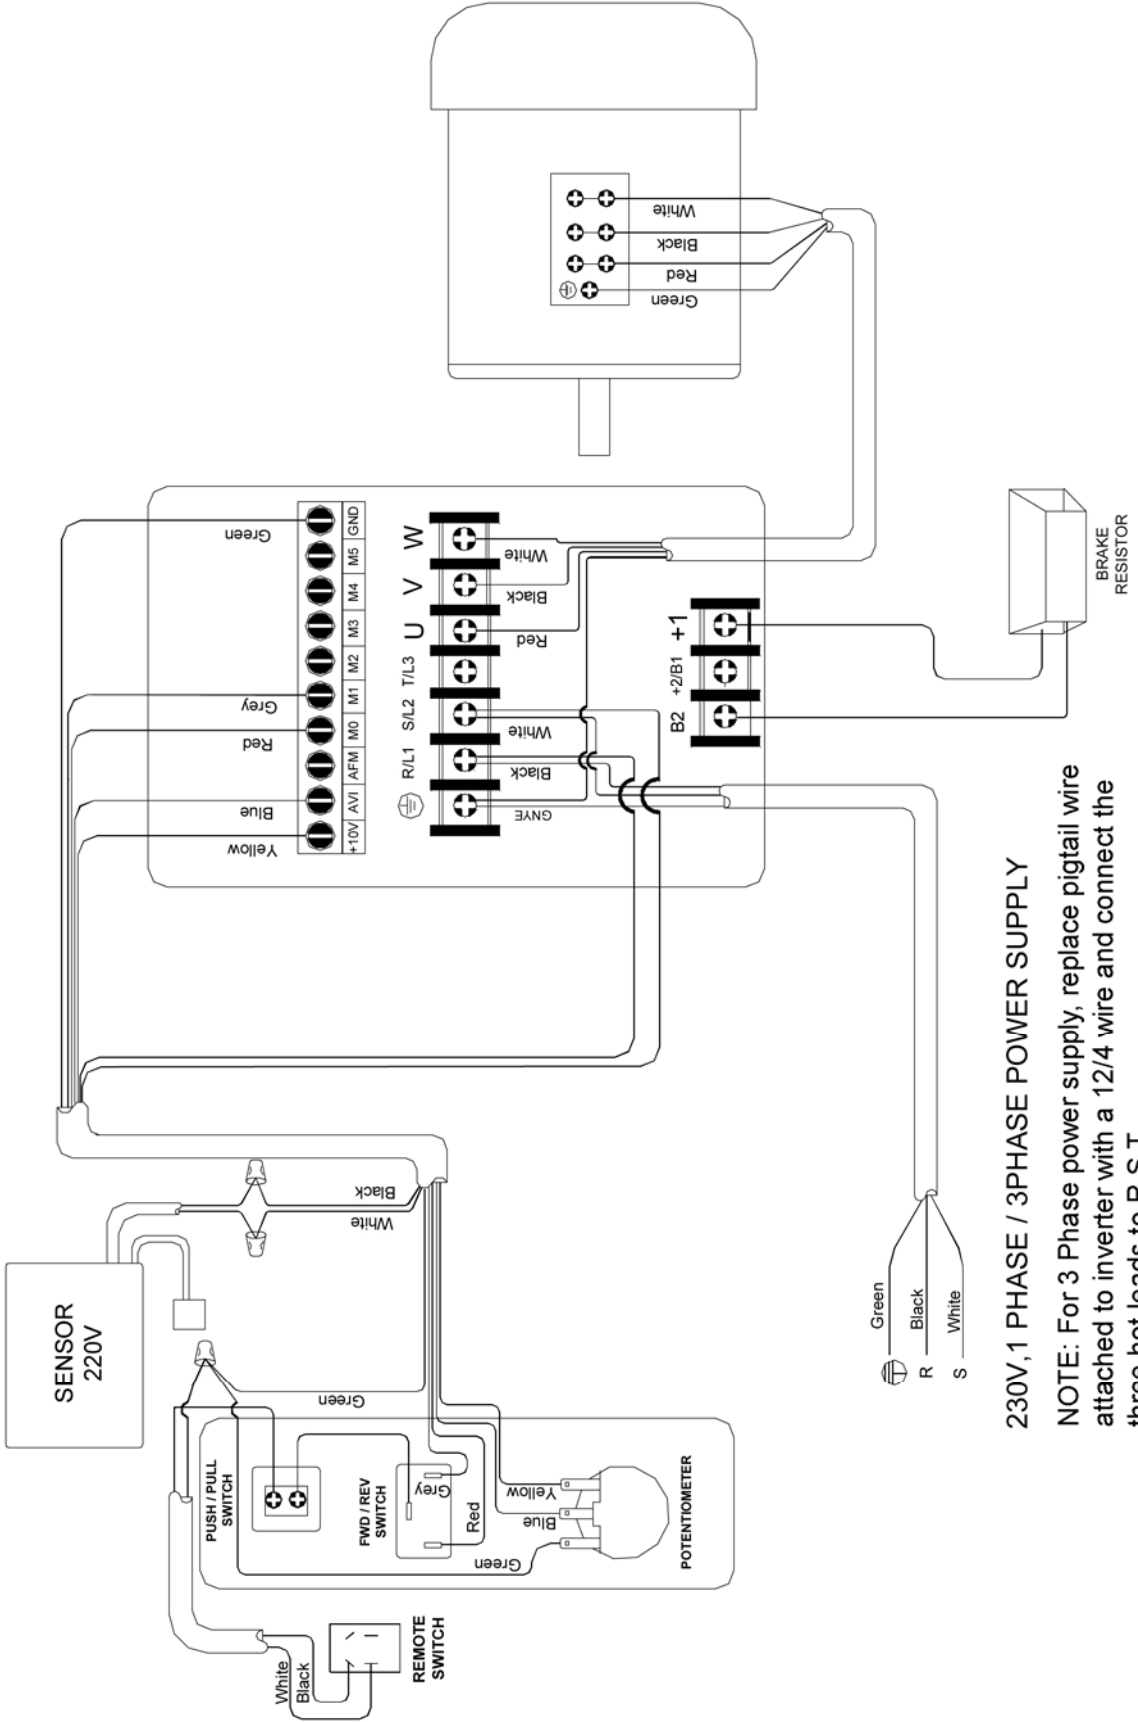 SENSOR
220V
White
Black
Green
PUSH / PULL
SWITCH
FWD / REV
SWITCH
Grey
Red
Yellow
Blue
Green
POTENTIOMETER
REMOTE
SWITCH
White
Black
Yellow
Blue
Red
Grey
Green
+10V AVI AFM M0 M1 M2 M3 M4 M5 GND
R/L1 S/L2 T/L3 U V W
GNYE
Black
White
Red
Black
White
B2 +2/B1 +1
Green
Red
Black
White
BRAKE
RESISTOR
Green
R Black
S White
230V,1 PHASE / 3PHASE POWER SUPPLY
NOTE: For 3 Phase power supply, replace pigtail wire
attached to inverter with a 12/4 wire and connect the
three hot leads to R,S,T